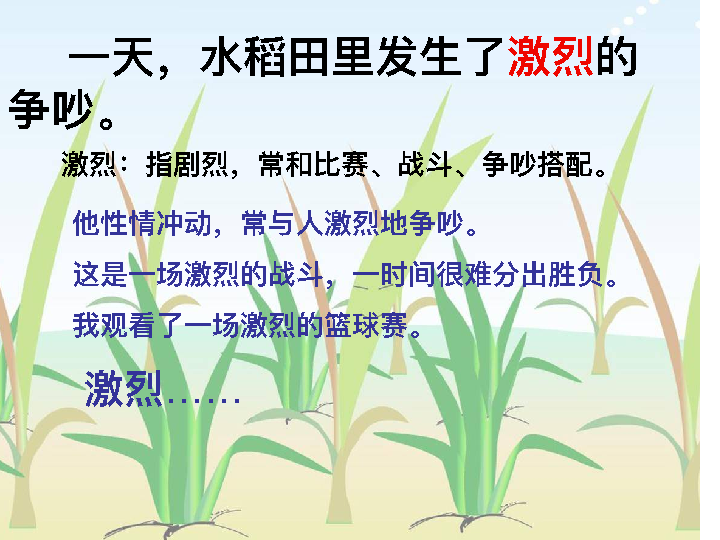 一天，水稻田里发生了激烈的
争吵。
激烈：指剧烈，常和比赛、战斗、争吵搭配。
他性情冲动，常与人激烈地争吵。
这是一场激烈的战斗，一时间很难分出胜负。
我观看了一场激烈的篮球赛。
激烈……